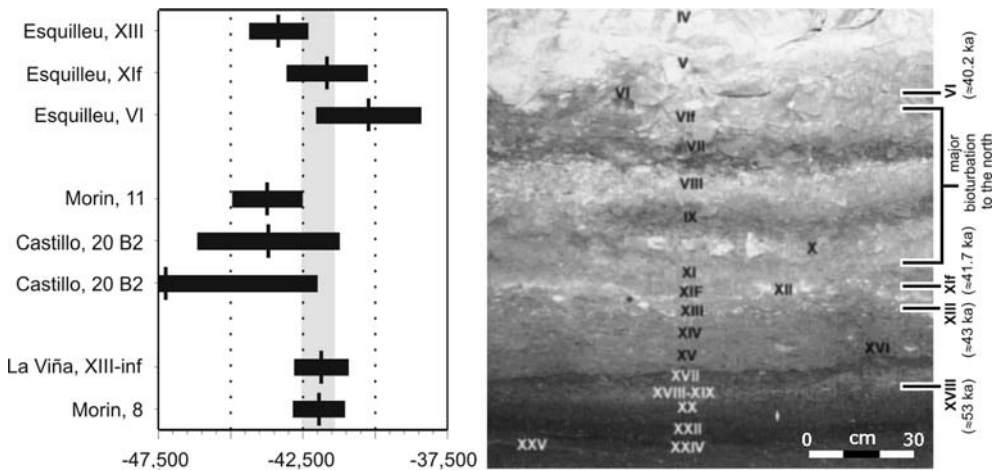 Esquilleu, XIII
Esquilleu, XIf
Esquilleu, VI
Morin, 11
Castillo, 20 B2
Castillo, 20 B2
La Viña, XIII-inf
Morin, 8
-47,500
-42,500
-37,500
IV
V
VI
VIf
VII
VIII
IX
X
XI
XII
XIF
XIII
XIV
XV
XVI
XVII
XVIII-XIX
XX
XXII
XXV
XXIV
0 cm 30
VI
(≈40.2 ka)
major
bioturbation
to the north
XIf
(≈41.7 ka)
XIII
(≈43 ka)
XVIII
(≈53 ka)